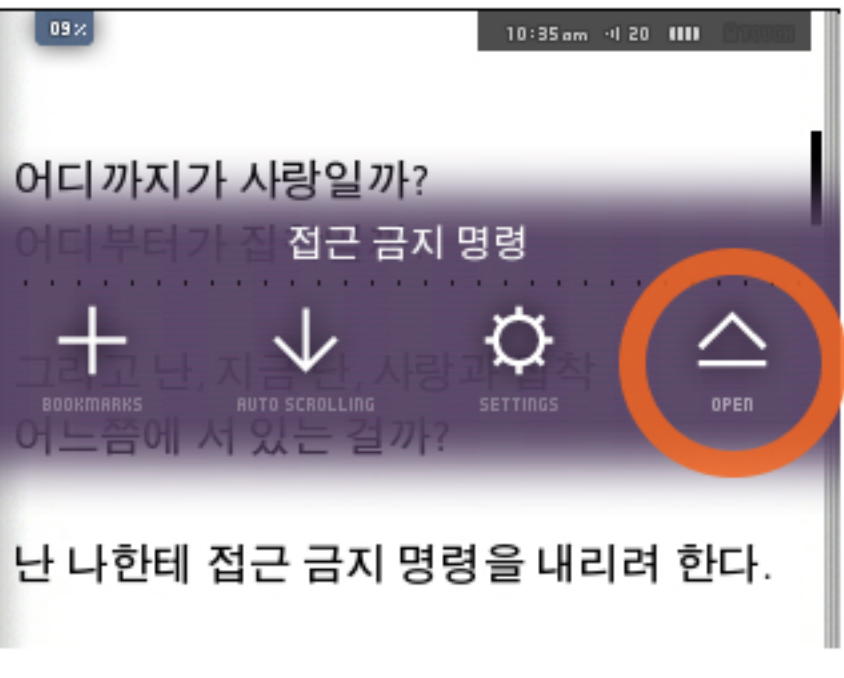 09%
10:35am 20
어디까지가 사랑일까?
어디부터가 집
접근 금지 명령
그리고 난, 지금 난, 사랑과 집착
BOOKMARKS
AUTO SCROLLING
SETTINGS
OPEN
어느쯤에 서 있는 걸까?
난 나한테 접근 금지 명령을 내리려 한다.